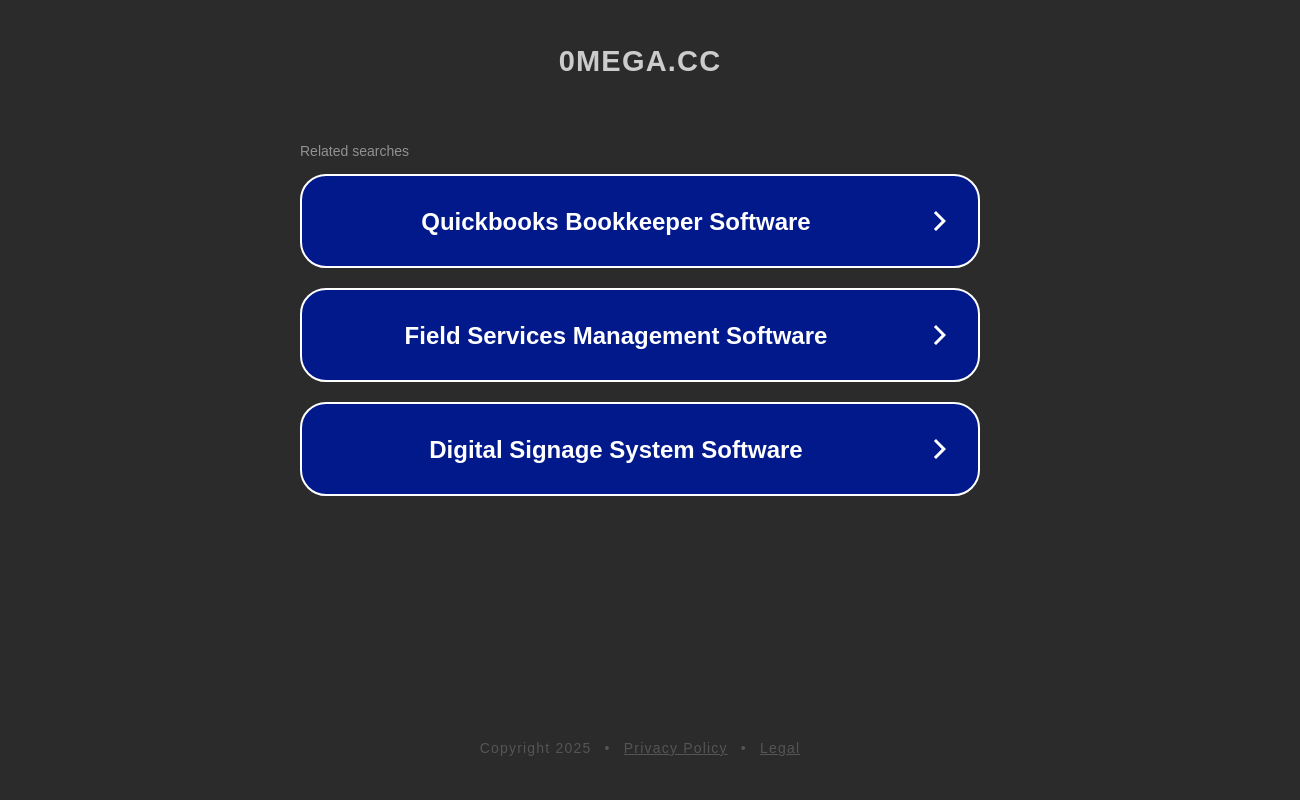 0MEGA.CC
Related searches
Quickbooks Bookkeeper Software
Field Services Management Software
Digital Signage System Software
Copyright 2025 • Privacy Policy • Legal